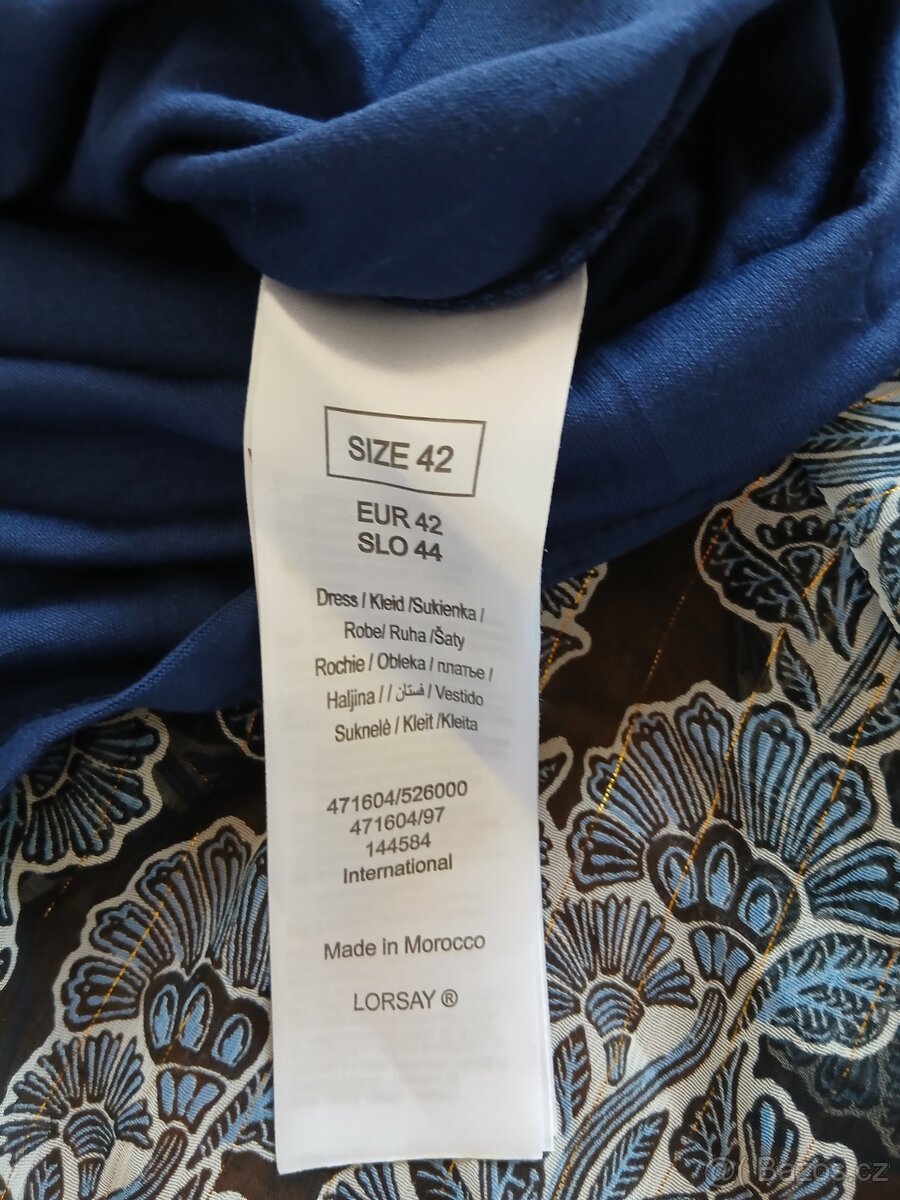 SIZE 42
EUR 42
SLO 44
Dress / Kleid /Sukienka /
Robe/ Ruha /Šaty
Rochie / Obleka / платье /
Haljina / / فستان / Vestido
Suknelė / Kleit /Kleita
471604/526000
471604/97
144584
International
Made in Morocco
LORSAY ®
Bazos.cz